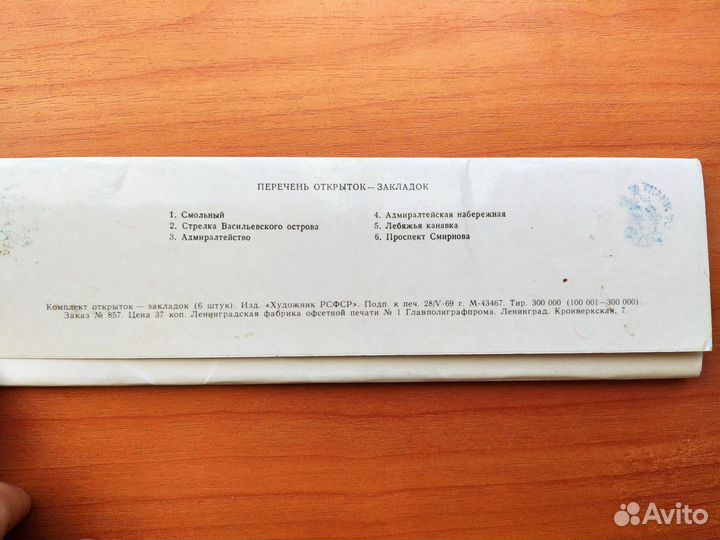 ПЕРЕЧЕНЬ ОТКРЫТОК—ЗАКЛАДОК
1. Смольный
2. Стрелка Васильевского острова
3. Адмиралтейство
4. Адмиралтейская набережная
5. Лебяжья канавка
6. Проспект Смирнова
Комплект открыток — закладок (6 штук). Изд. «Художник РСФСР». Подп. к печ. 28/V-69 г. М-43467. Тир. 300 000 (100 001—300 000).
Заказ № 857. Цена 37 коп. Ленинградская фабрика офсетной печати № 1 Главполиграфпрома. Ленинград, Кронверкская, 7.
Avito